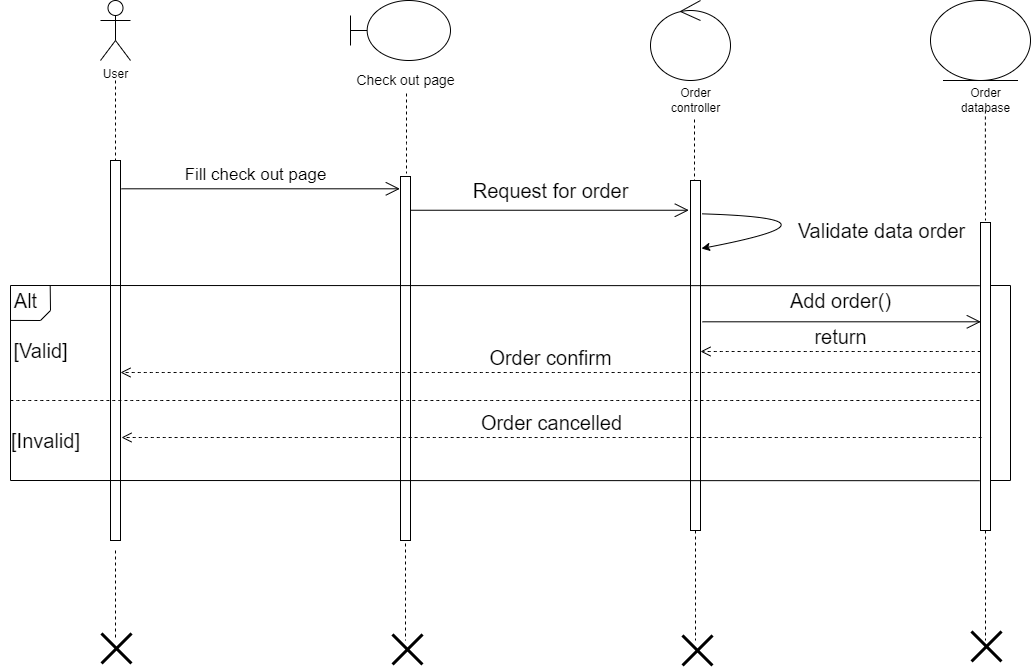 User
Check out page
Order
controller
Order
database
Fill check out page
Request for order
Validate data order
Alt
Add order()
return
[Valid]
Order confirm
Order cancelled
[Invalid]